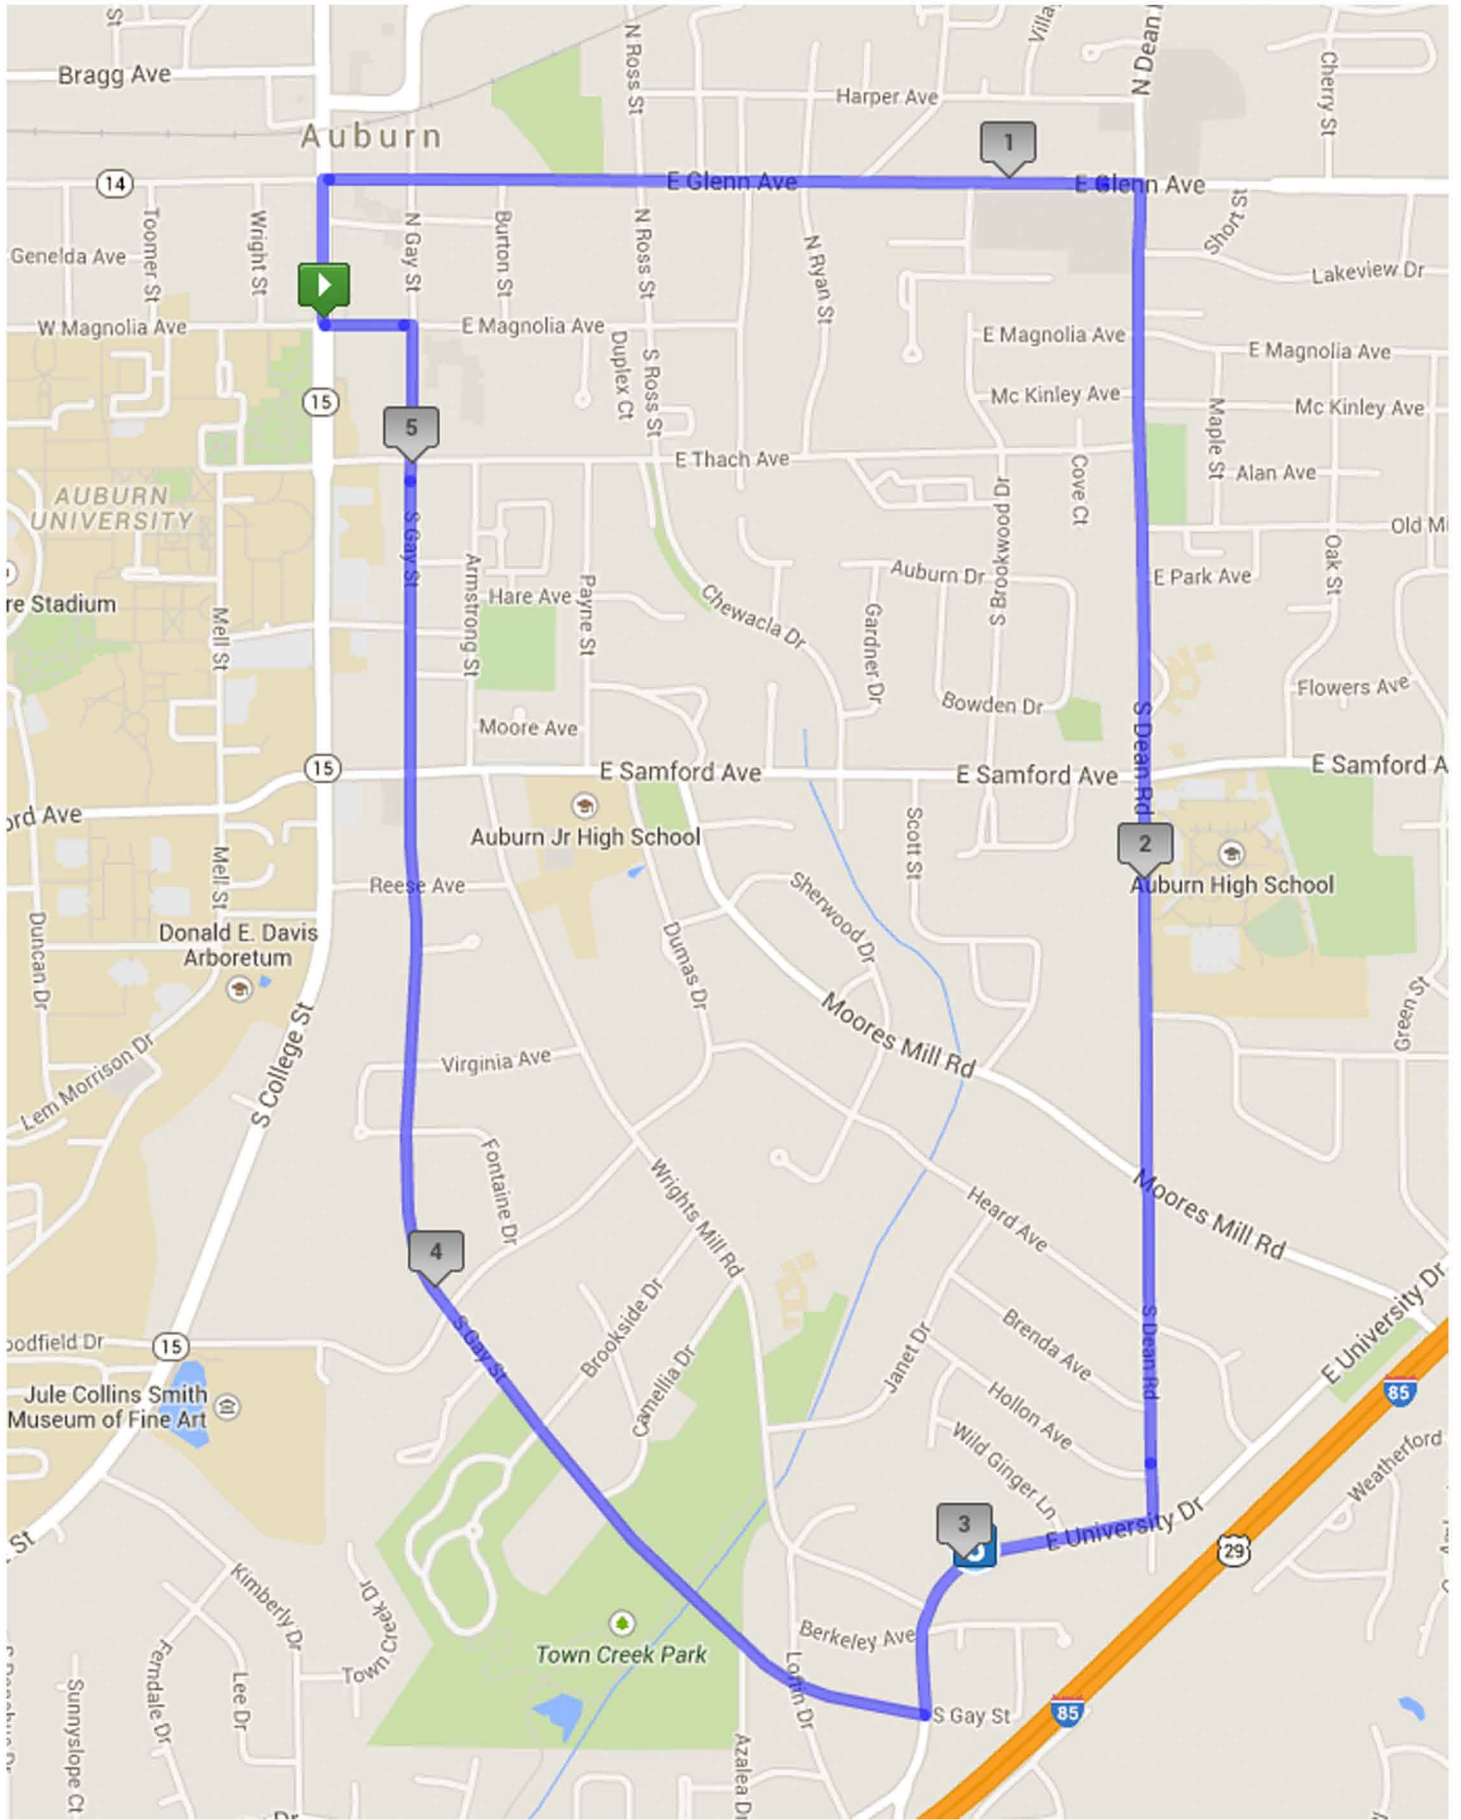 St
Bragg Ave
N Ross St
Villa
N Dean
Cherry St
Harper Ave
Auburn
1
14
E Glenn Ave
E Glenn Ave
Toomer St
Wright St
N Gay St
Burton St
N Ross St
N Ryan St
Short St
Genelda Ave
Lakeview Dr
W Magnolia Ave
E Magnolia Ave
E Magnolia Ave
E Magnolia Ave
Duplex Ct
S Ross St
15
Mc Kinley Ave
Mc Kinley Ave
Maple St
5
E Thach Ave
Cove Ct
Alan Ave
AUBURN
UNIVERSITY
S Gay St
S Brookwood Dr
Old Mi
Oak St
Armstrong St
Hare Ave
Payne St
Chewacla Dr
Auburn Dr
Gardner Dr
E Park Ave
re Stadium
Mell St
Flowers Ave
Bowden Dr
Moore Ave
S Dean Rd
15
E Samford Ave
E Samford Ave
E Samford A
ord Ave
Auburn Jr High School
Scott St
2
Auburn High School
Mell St
Reese Ave
Sherwood Dr
Duncan Dr
Donald E. Davis
Arboretum
Dumas Dr
Green St
Moores Mill Rd
S College St
Lem Morrison Dr
Virginia Ave
Fontaine Dr
Wrights Mill Rd
Heard Ave
Moores Mill Rd
4
S Gay St
Brookside Dr
Camellia Dr
Janet Dr
Brenda Ave
S Dean Rd
E University Dr
oodfield Dr
15
85
Jule Collins Smith
Museum of Fine Art
Hollon Ave
Wild Ginger Ln
Weatherford
3
E University Dr
29
St
Kimberly Dr
Town Creek Dr
Town Creek Park
Berkeley Ave
Ferndale Dr
Lee Dr
Sunnyslope Ct
Loftin Dr
S Gay St
85
Azalea Dr
Dr